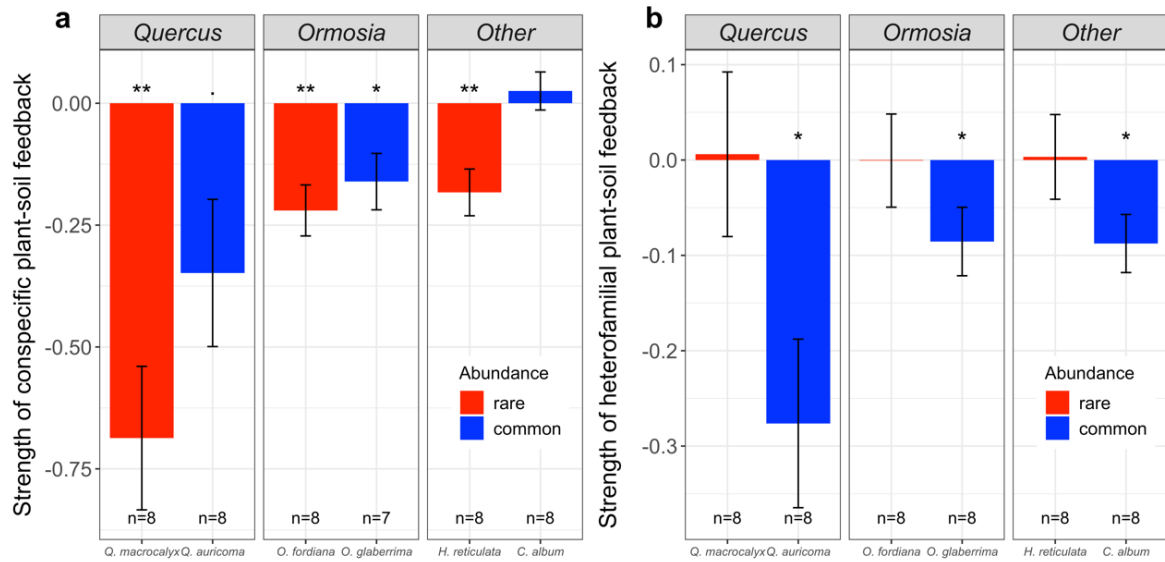 a
Quercus
Ormosia
Other
Strength of conspecific plant-soil feedback
0.00
-0.25
-0.50
-0.75
** . ** * **
Abundance
rare
common
n=8 n=8 n=8 n=7 n=8 n=8
Q. macrocalyx Q. auricoma O. fordiana O. glaberrima H. reticulata C. album
b
Quercus
Ormosia
Other
Strength of heterofamilial plant-soil feedback
0.1
0.0
-0.1
-0.2
-0.3
* * *
Abundance
rare
common
n=8 n=8 n=8 n=8 n=8 n=8
Q. macrocalyx Q. auricoma O. fordiana O. glaberrima H. reticulata C. album